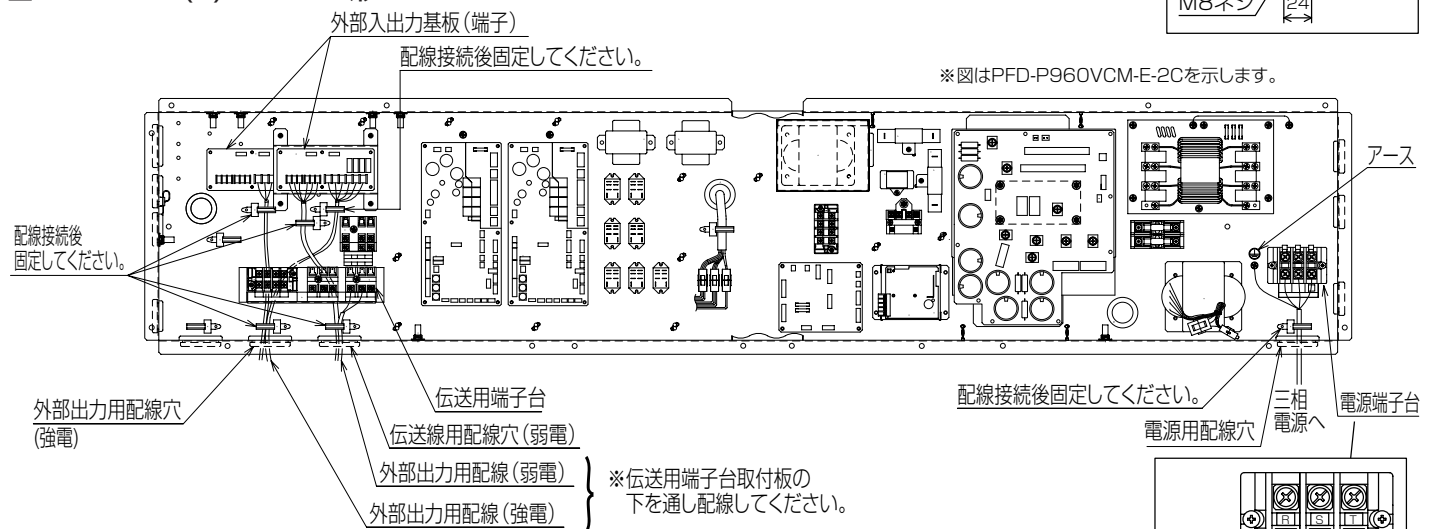 M8ネジ
24
外部入出力基板(端子)
配線接続後固定してください。
※図はPFD-P960VCM-E-2Cを示します。
アース
配線接続後
固定してください。
外部出力用配線穴
(強電)
伝送用端子台
伝送線用配線穴(弱電)
外部出力用配線(弱電)
外部出力用配線(強電)
※伝送用端子台取付板の
下を通し配線してください。
配線接続後固定してください。
電源用配線穴
三相
電源へ
電源端子台
R S T